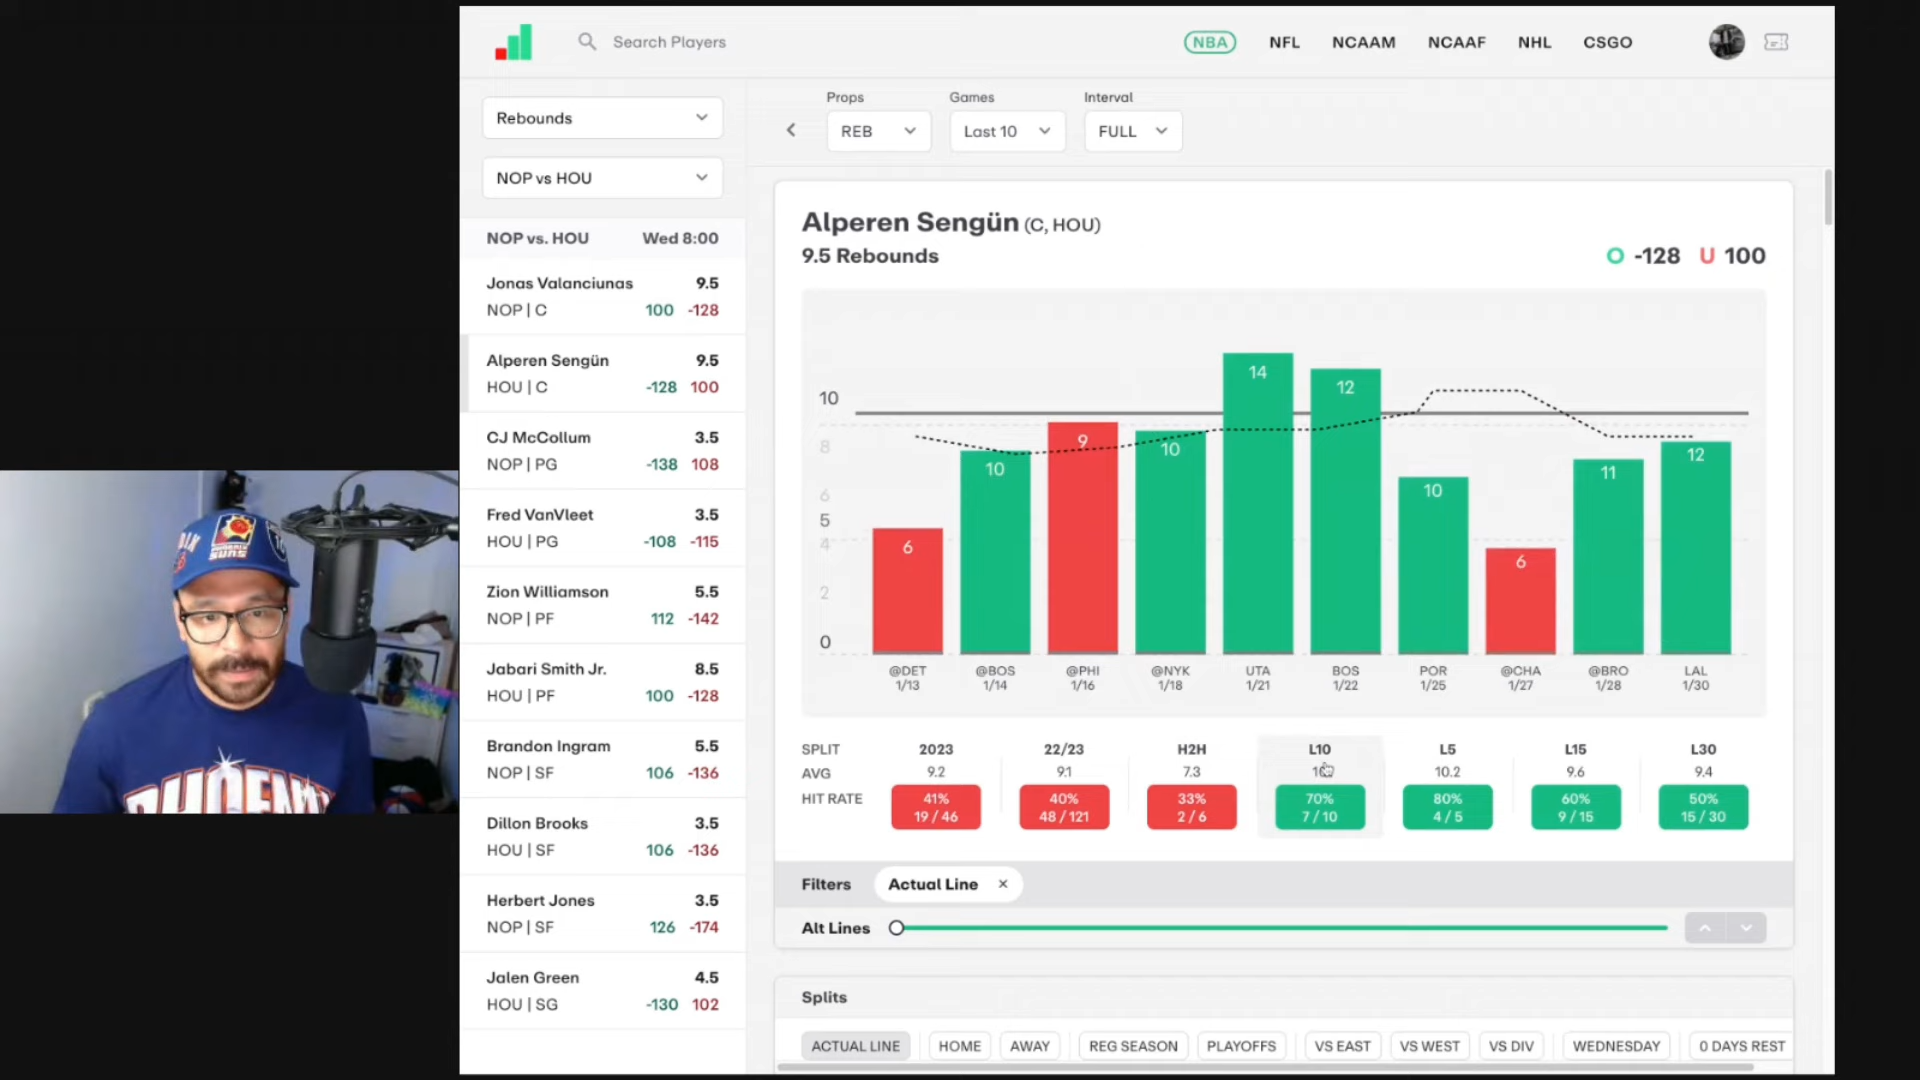 Search Players
NBA NFL NCAAM NCAAF NHL CSGO
Rebounds
NOP vs HOU
NOP vs. HOU Wed 8:00
Jonas Valanciunas 9.5
NOP | C 100 -128
Alperen Sengün 9.5
HOU | C -128 100
CJ McCollum 3.5
NOP | PG -138 108
Fred VanVleet 3.5
HOU | PG -108 -115
Zion Williamson 5.5
NOP | PF 112 -142
Jabari Smith Jr. 8.5
HOU | PF 100 -128
Brandon Ingram 5.5
NOP | SF 106 -136
Dillon Brooks 3.5
HOU | SF 106 -136
Herbert Jones 3.5
NOP | SF 126 -174
Jalen Green 4.5
HOU | SG -130 102
Props Games Interval
REB Last 10 FULL
Alperen Sengün (C, HOU)
9.5 Rebounds O -128 U 100
10
8
6
5
4
2
0
6 10 9 10 14 12 10 6 11 12
@DET @BOS @PHI @NYK UTA BOS POR @CHA @BRO LAL
1/13 1/14 1/16 1/18 1/21 1/22 1/25 1/27 1/28 1/30
SPLIT 2023 22/23 H2H L10 L5 L15 L30
AVG 9.2 9.1 7.3 10.2 9.6 9.4
HIT RATE 41% 40% 33% 70% 80% 60% 50%
19 / 46 48 / 121 2 / 6 7 / 10 4 / 5 9 / 15 15 / 30
Filters Actual Line ×
Alt Lines
Splits
ACTUAL LINE HOME AWAY REG SEASON PLAYOFFS VS EAST VS WEST VS DIV WEDNESDAY 0 DAYS REST
SUNS